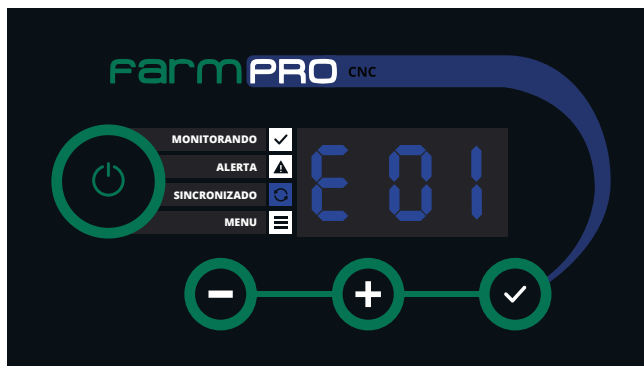 farmPRO CNC
MONITORANDO
ALERTA
SINCRONIZADO
MENU
E01